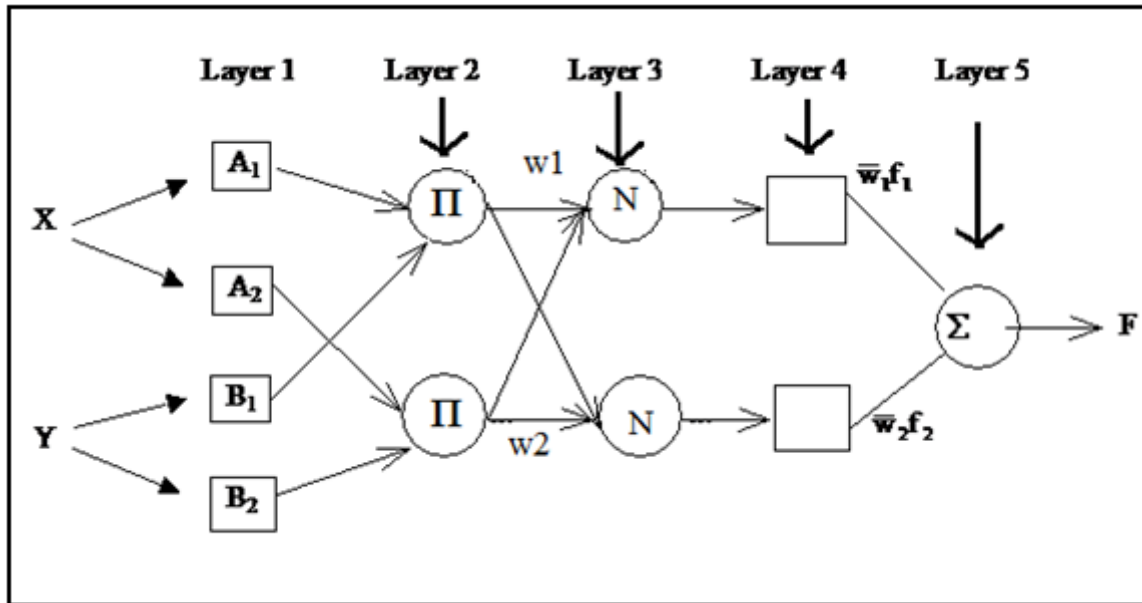 Layer 1 Layer 2 Layer 3 Layer 4 Layer 5
A₁ w1 w̅₁f₁
Π N
X
A₂
Σ F
B₁
Π N
Y w2 w̅₂f₂
B₂